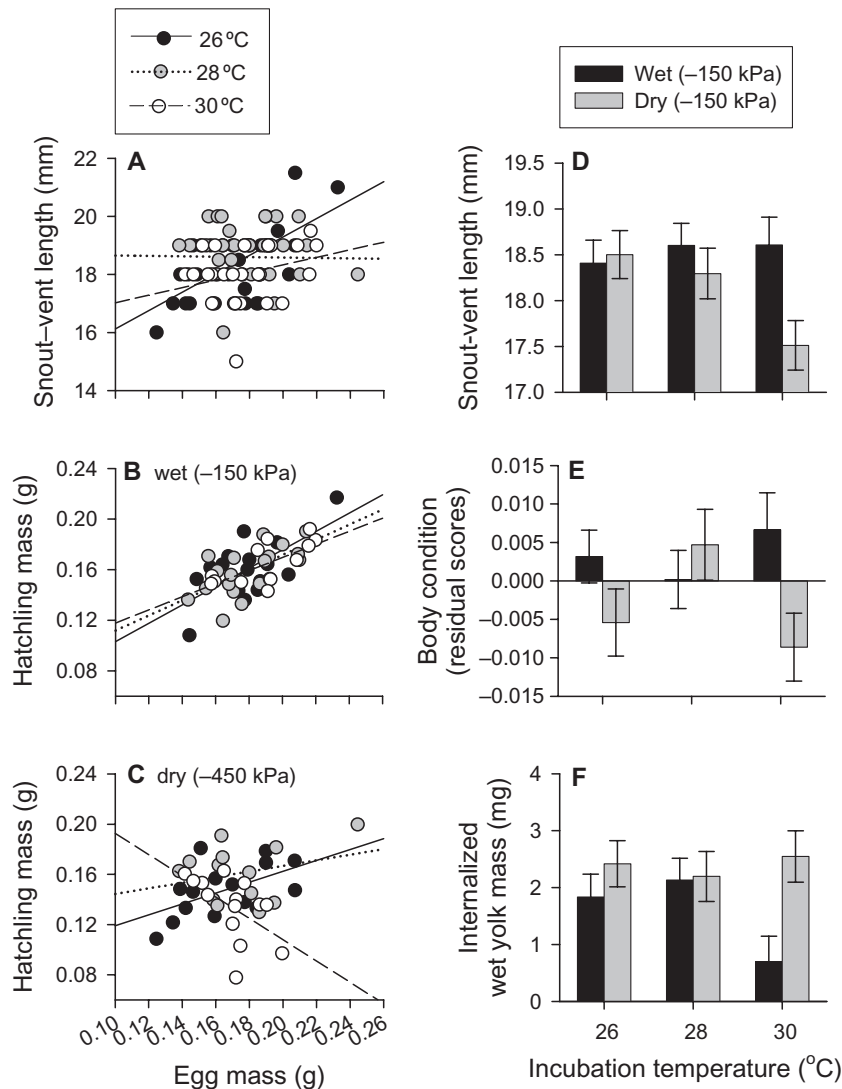 26 ºC
28 ºC
30 ºC
A
22
20
18
16
14
Snout–vent length (mm)
B wet (–150 kPa)
0.24
0.20
0.16
0.12
0.08
Hatchling mass (g)
C dry (–450 kPa)
0.24
0.20
0.16
0.12
0.08
Hatchling mass (g)
0.10 0.12 0.14 0.16 0.18 0.20 0.22 0.24 0.26
Egg mass (g)
Wet (–150 kPa)
Dry (–150 kPa)
D
19.5
19.0
18.5
18.0
17.5
17.0
Snout-vent length (mm)
E
0.015
0.010
0.005
0.000
–0.005
–0.010
–0.015
Body condition
(residual scores)
F
4
3
2
1
0
Internalized
wet yolk mass (mg)
26 28 30
Incubation temperature (°C)